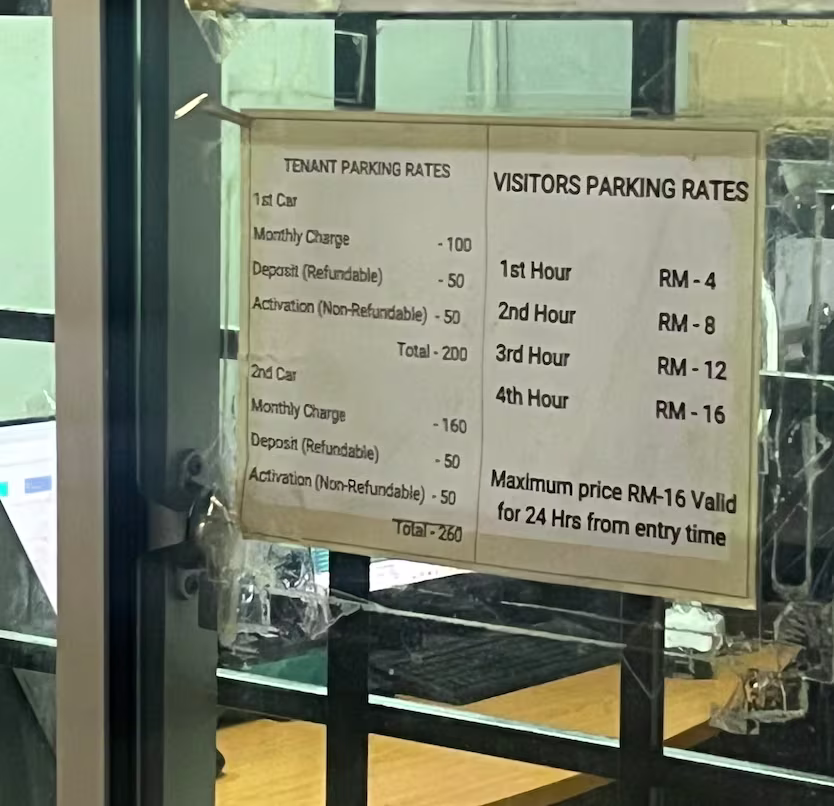 TENANT PARKING RATES
1st Car
Monthly Charge - 100
Deposit (Refundable) - 50
Activation (Non-Refundable) - 50
Total - 200
2nd Car
Monthly Charge - 160
Deposit (Refundable) - 50
Activation (Non-Refundable) - 50
Total - 260
VISITORS PARKING RATES
1st Hour RM - 4
2nd Hour RM - 8
3rd Hour RM - 12
4th Hour RM - 16
Maximum price RM-16 Valid
for 24 Hrs from entry time